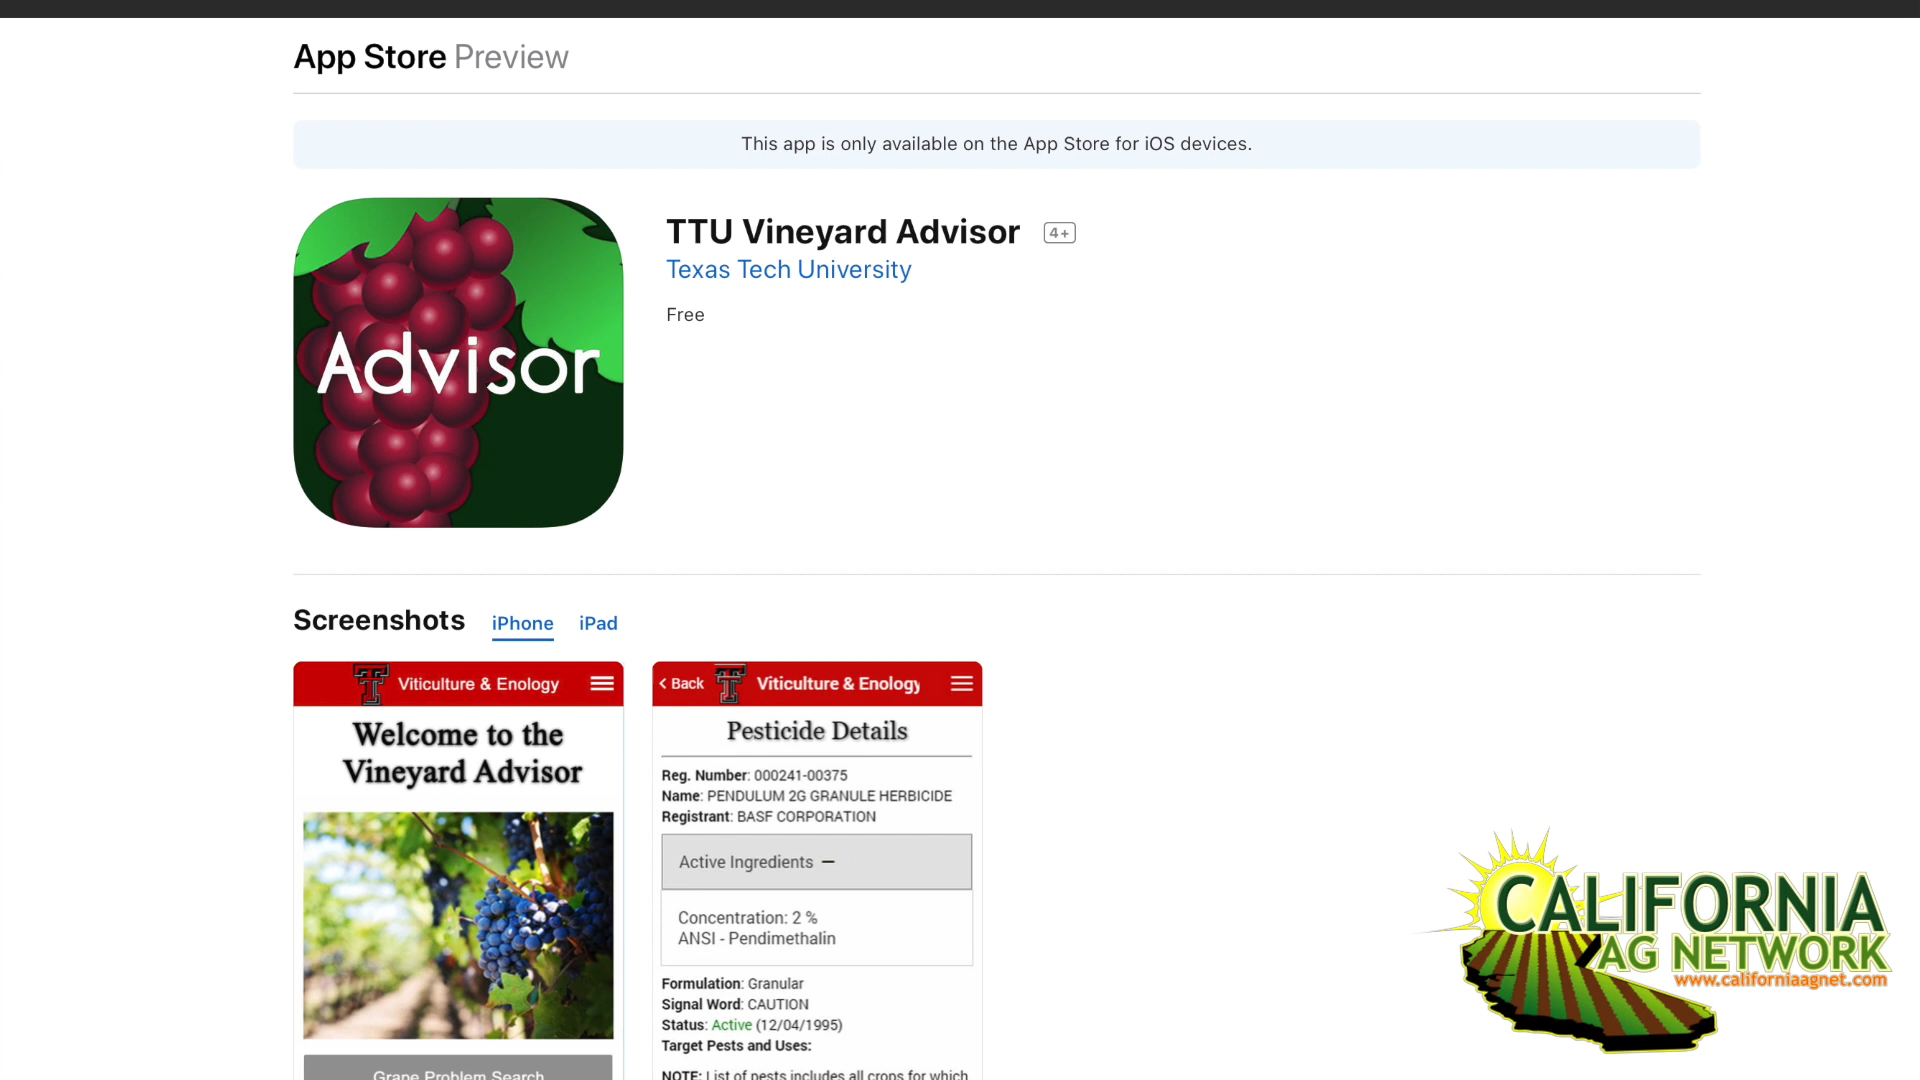 App Store Preview
This app is only available on the App Store for iOS devices.
Advisor
TTU Vineyard Advisor 4+
Texas Tech University
Free
Screenshots iPhone iPad
Viticulture & Enology
Welcome to the
Vineyard Advisor
Grape Problem Search
< Back Viticulture & Enology
Pesticide Details
Reg. Number: 000241-00375
Name: PENDULUM 2G GRANULE HERBICIDE
Registrant: BASF CORPORATION
Active Ingredients –
Concentration: 2 %
ANSI - Pendimethalin
Formulation: Granular
Signal Word: CAUTION
Status: Active (12/04/1995)
Target Pests and Uses:
NOTE: List of pests includes all crops for which
CALIFORNIA
AG NETWORK
www.californiaagnet.com